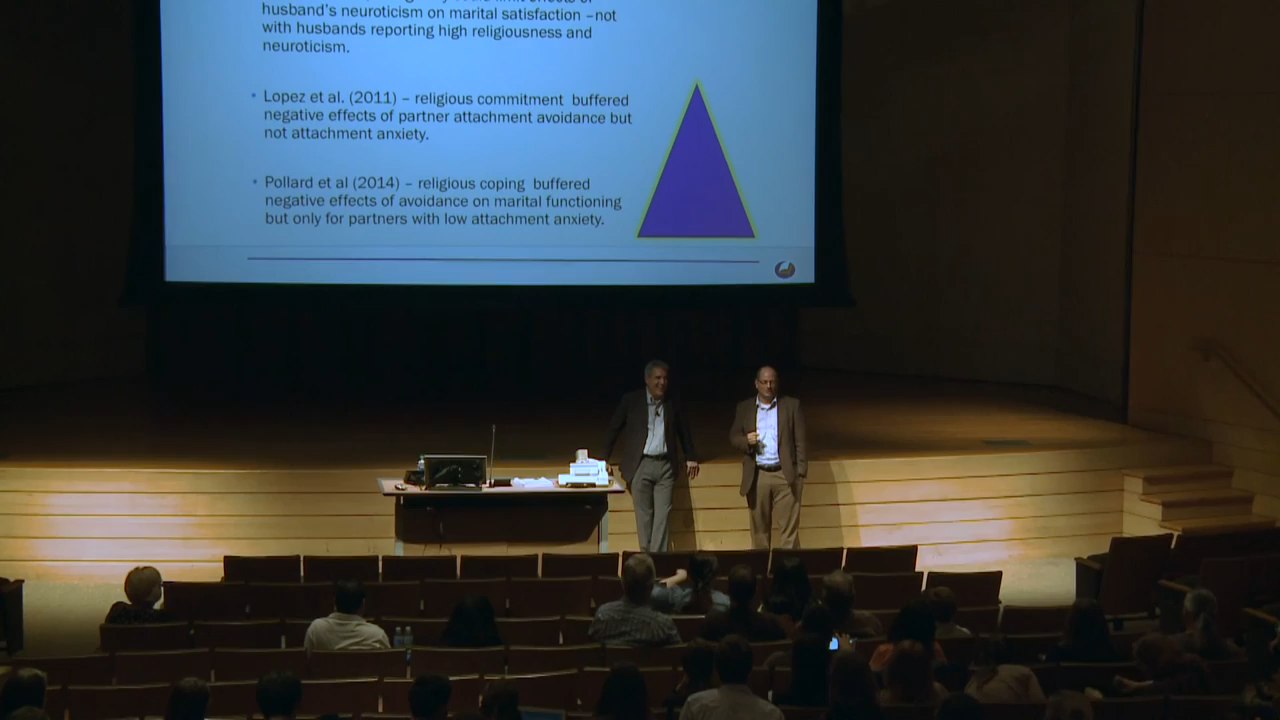 husband's neuroticism on marital satisfaction –not
with husbands reporting high religiousness and
neuroticism.
• Lopez et al. (2011) – religious commitment buffered
negative effects of partner attachment avoidance but
not attachment anxiety.
• Pollard et al (2014) – religious coping buffered
negative effects of avoidance on marital functioning
but only for partners with low attachment anxiety.